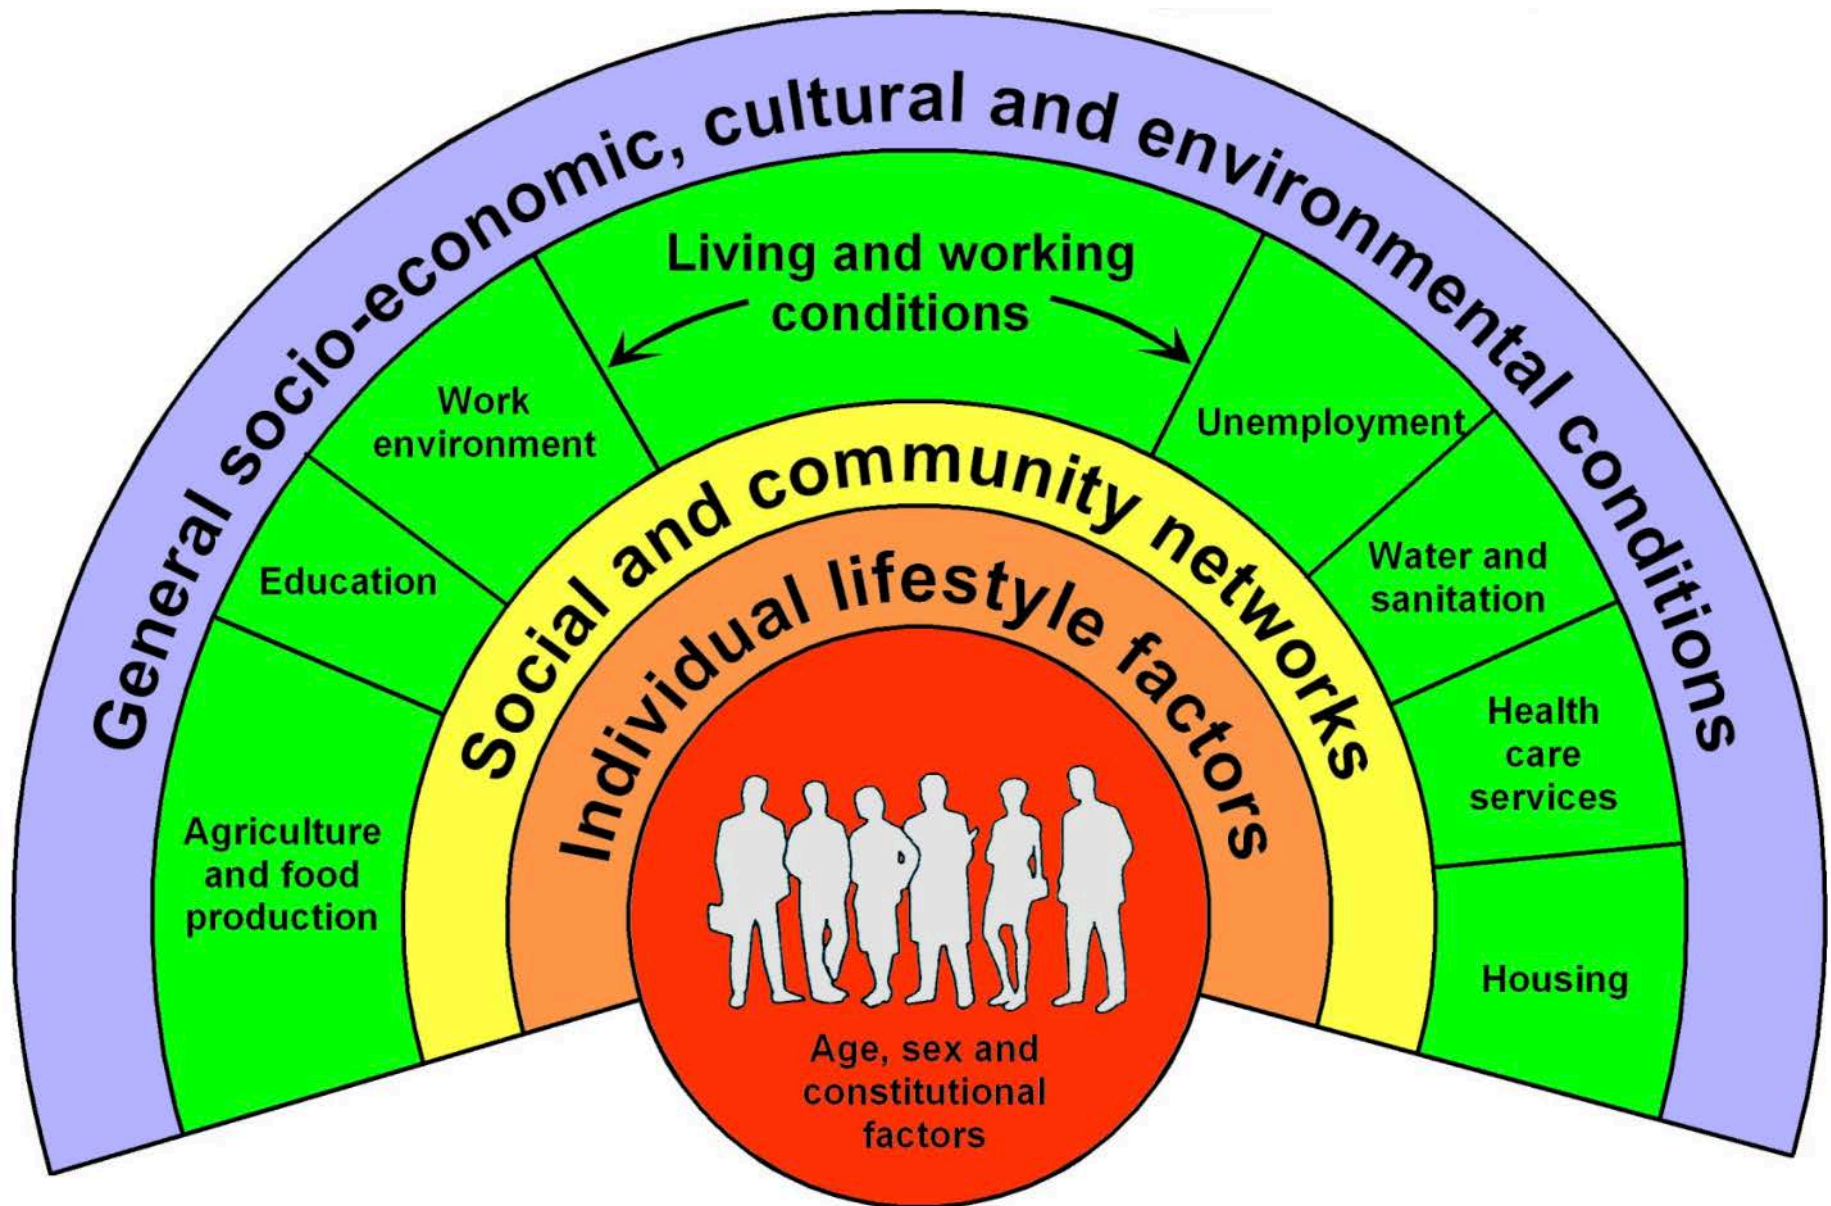 General socio-economic, cultural and environmental conditions
Living and working
conditions
Work
environment
Unemployment
Education
Water and
sanitation
Agriculture
and food
production
Health
care
services
Housing
Social and community networks
Individual lifestyle factors
Age, sex and
constitutional
factors